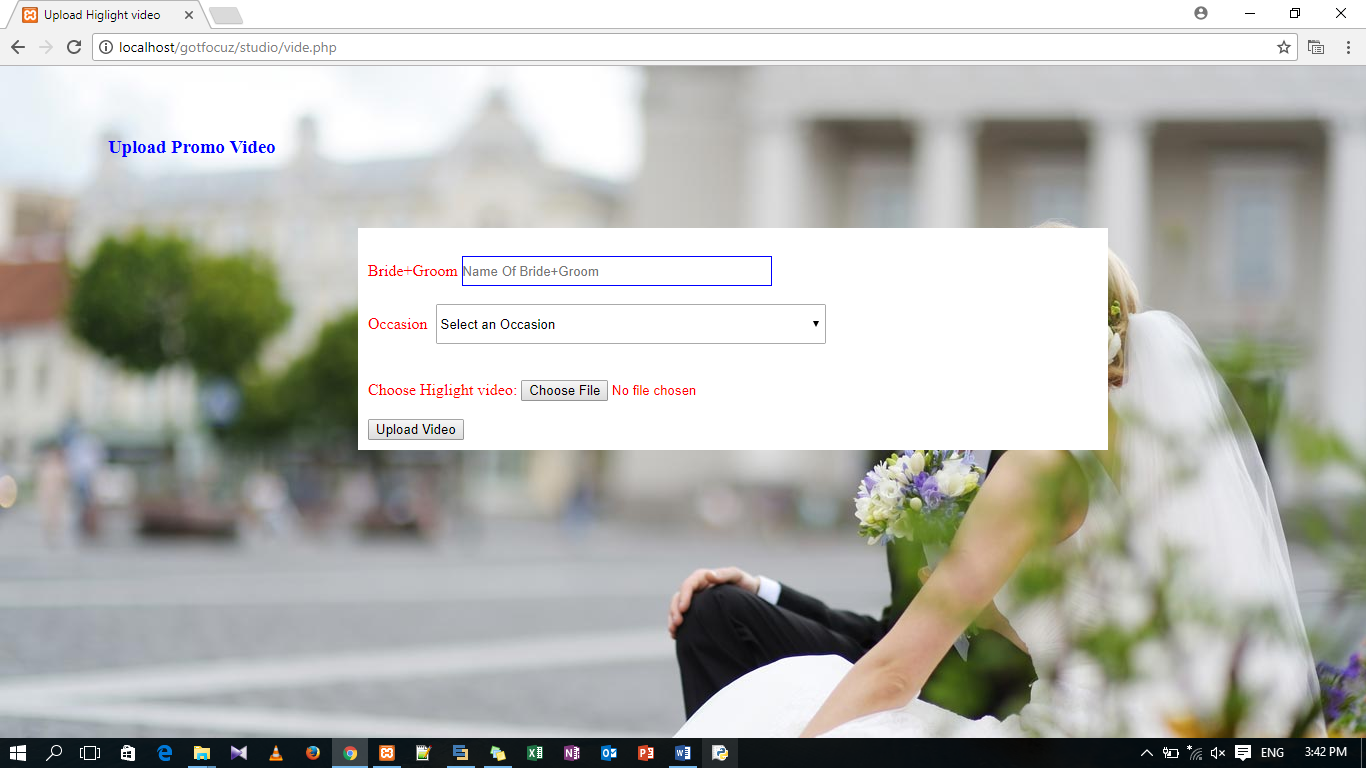 Upload Higlight video
localhost/gotfocuz/studio/vide.php
Upload Promo Video
Bride+Groom Name Of Bride+Groom
Occasion Select an Occasion
Choose Higlight video: Choose File No file chosen
Upload Video
ENG 3:42 PM